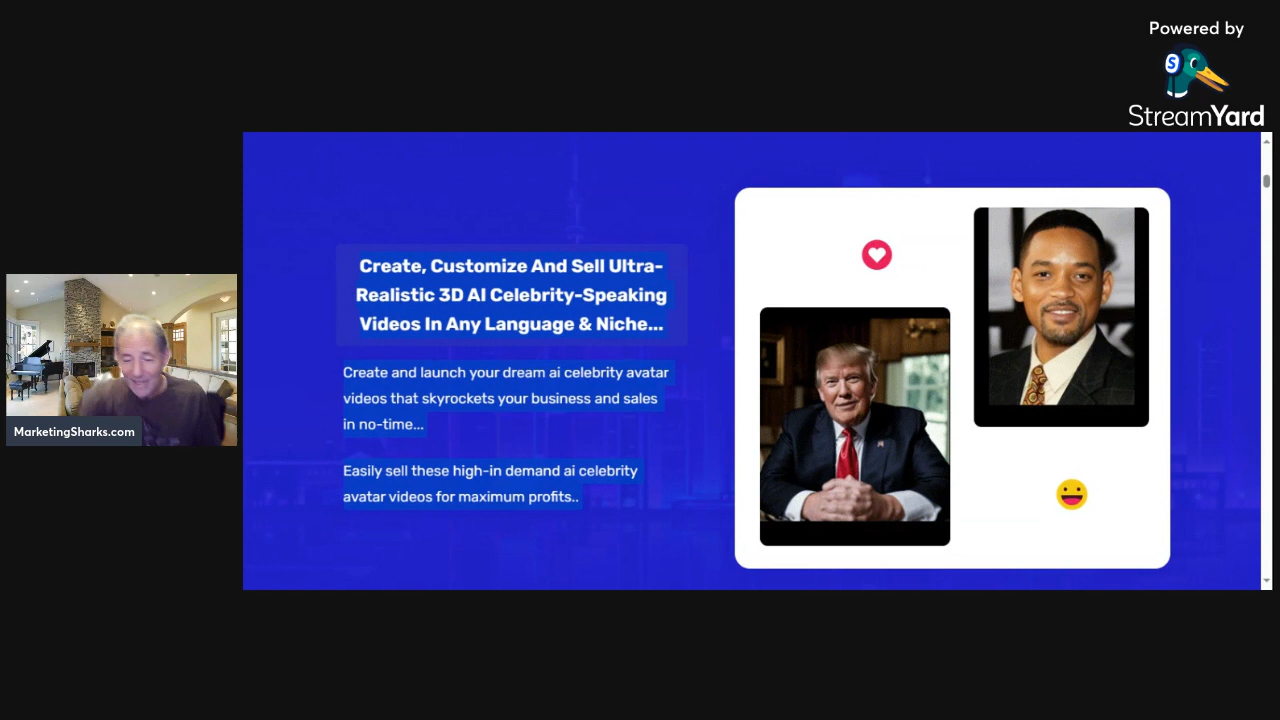 Powered by
S
StreamYard
Create, Customize And Sell Ultra-
Realistic 3D AI Celebrity-Speaking
Videos In Any Language & Niche...
Create and launch your dream ai celebrity avatar
videos that skyrockets your business and sales
in no-time...
Easily sell these high-in demand ai celebrity
avatar videos for maximum profits..
MarketingSharks.com